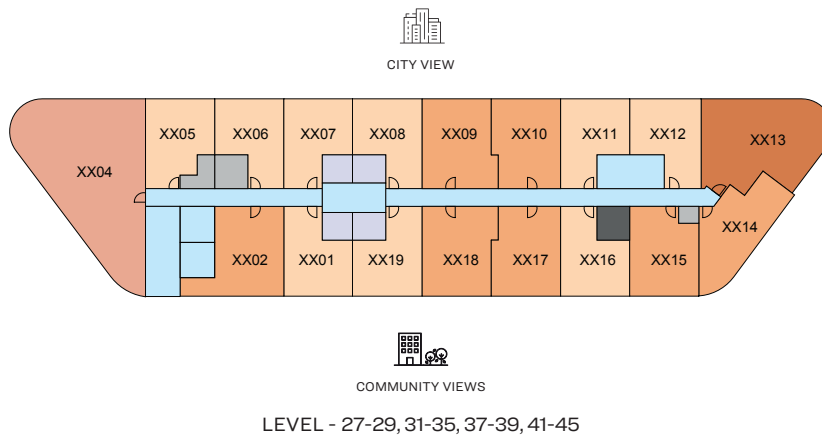 CITY VIEW
XX05 XX06 XX07 XX08 XX09 XX10 XX11 XX12
XX13
XX04
XX14
XX02 XX01 XX19 XX18 XX17 XX16 XX15
COMMUNITY VIEWS
LEVEL - 27-29, 31-35, 37-39, 41-45